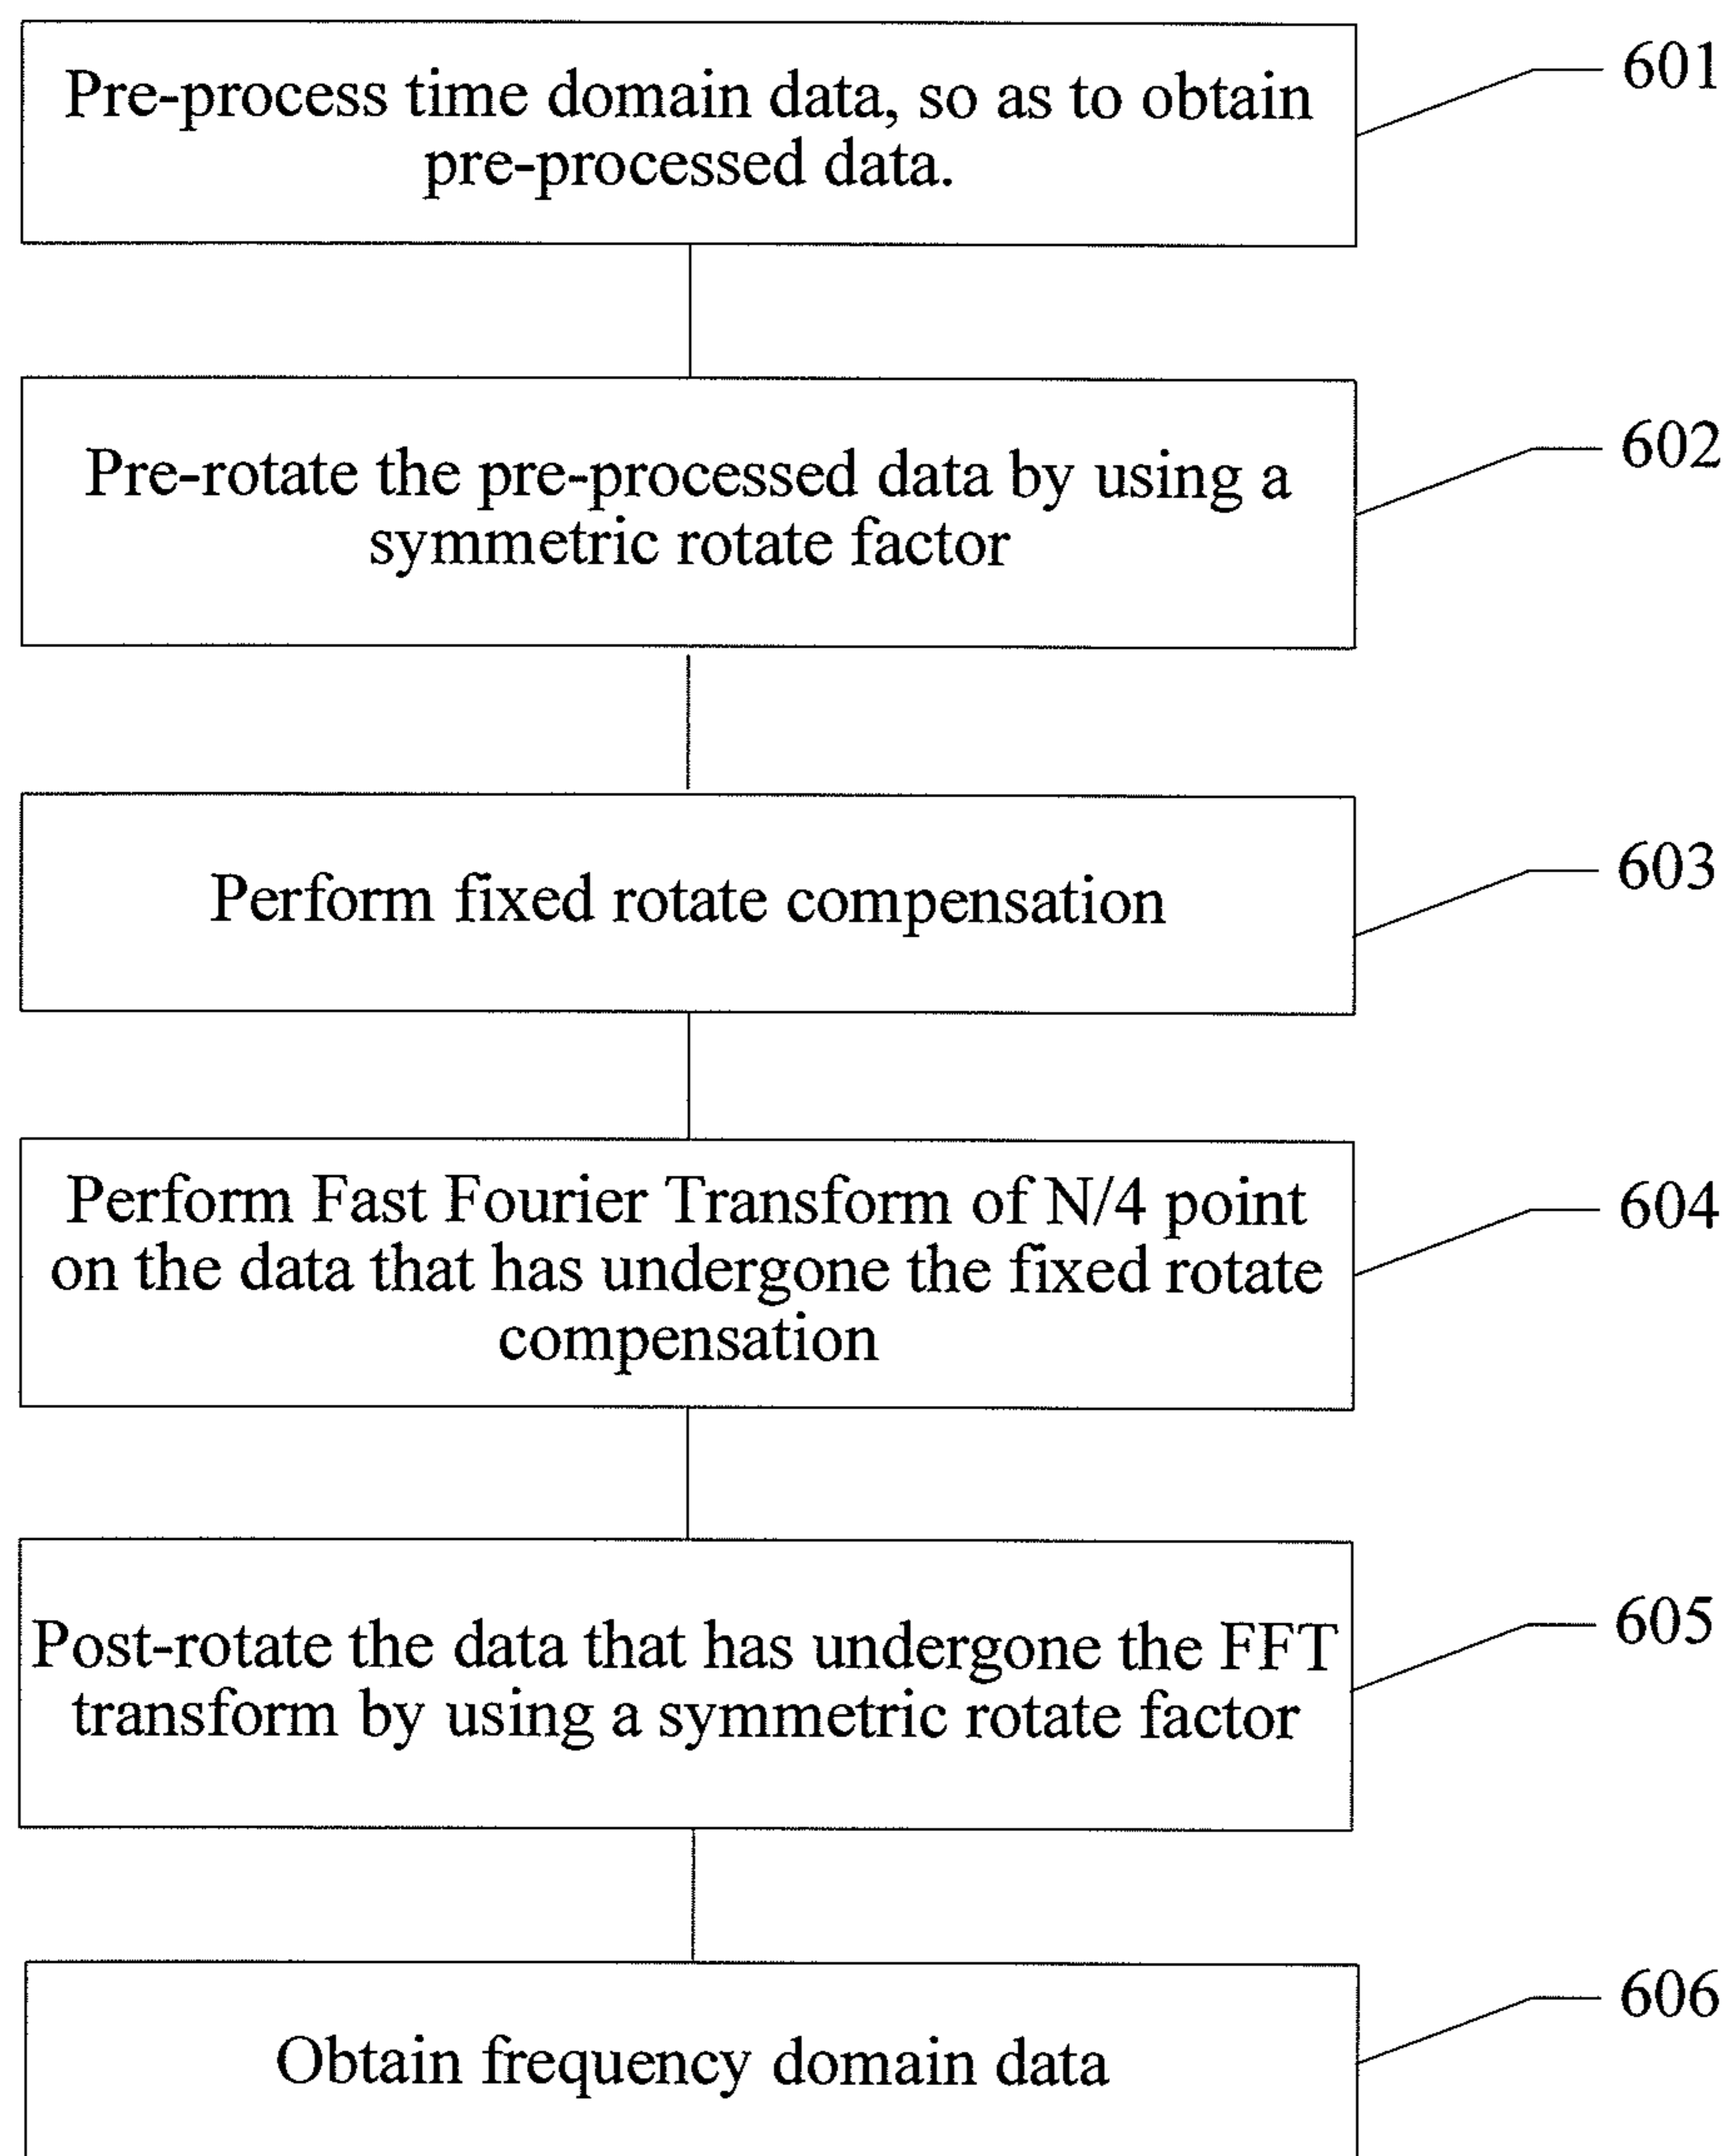 Pre-process time domain data, so as to obtain
pre-processed data.
601
Pre-rotate the pre-processed data by using a
symmetric rotate factor
602
Perform fixed rotate compensation
603
Perform Fast Fourier Transform of N/4 point
on the data that has undergone the fixed rotate
compensation
604
Post-rotate the data that has undergone the FFT
transform by using a symmetric rotate factor
605
Obtain frequency domain data
606